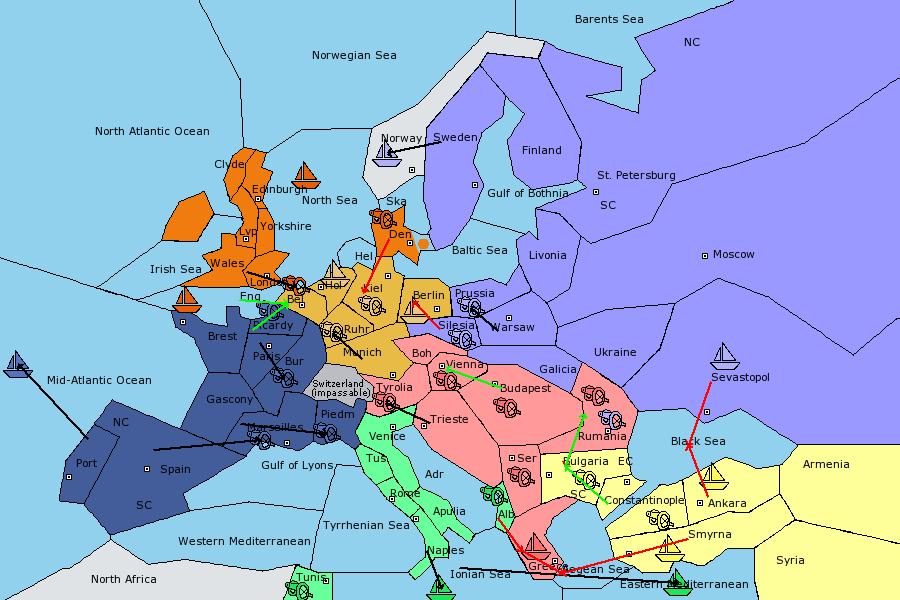 Barents Sea
NC
Norwegian Sea
North Atlantic Ocean
Norway Sweden
Finland
Clyde
St. Petersburg
Edinburgh
Gulf of Bothnia
North Sea
Ska
SC
Yorkshire
Lvp
Den
Baltic Sea
Moscow
Hel
Livonia
Wales
Irish Sea
London
Hol
Kiel
Berlin
Prussia
Eng
Bel
Picardy
Silesia
Warsaw
Brest
Ruhr
Ukraine
Paris
Munich
Boh
Bur
Vienna
Galicia
Mid-Atlantic Ocean
Switzerland
(impassable)
Tyrolia
Budapest
Sevastopol
Gascony
NC
Piedm
Trieste
Marseilles
Venice
Rumania
Black Sea
Port
Spain
Gulf of Lyons
Tus
Ser
Bulgaria
EC
Armenia
Adr
SC
SC
Rome
Constantinople
Ankara
Apulia
Alb
Tyrrhenian Sea
Smyrna
Western Mediterranean
Naples
Syria
North Africa
Tunis
Ionian Sea
Greece
Aegean Sea
Eastern Mediterranean